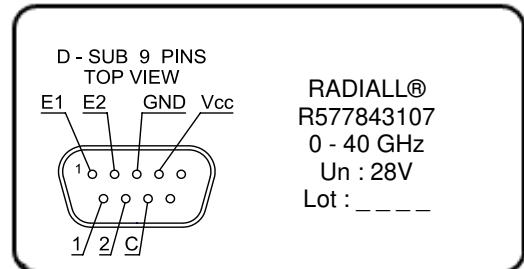 D - SUB 9 PINS
TOP VIEW
E1 E2 GND Vcc
1
1 2 C
RADIALL®
R577843107
0 - 40 GHz
Un : 28V
Lot : _ _ _ _